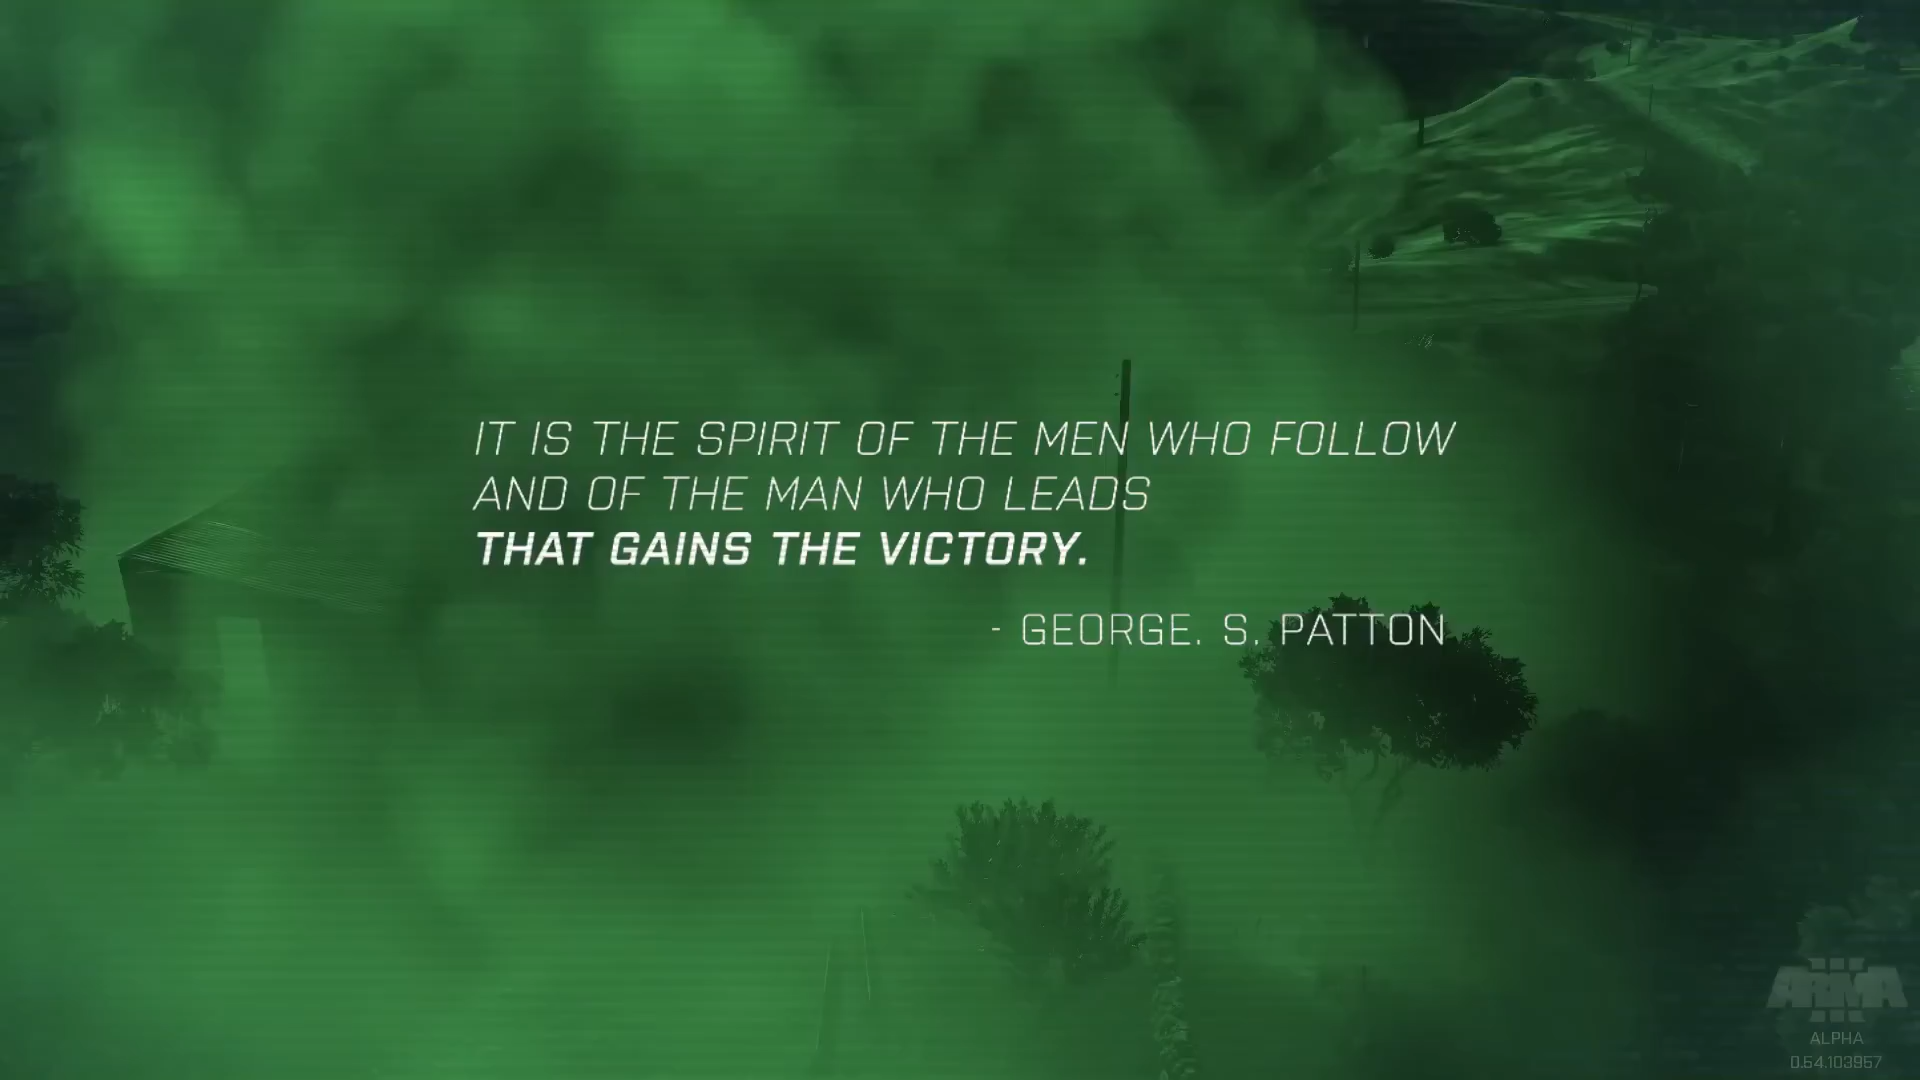 IT IS THE SPIRIT OF THE MEN WHO FOLLOW
AND OF THE MAN WHO LEADS
THAT GAINS THE VICTORY.
- GEORGE. S. PATTON
ARMA
III
ALPHA
0.54.103957